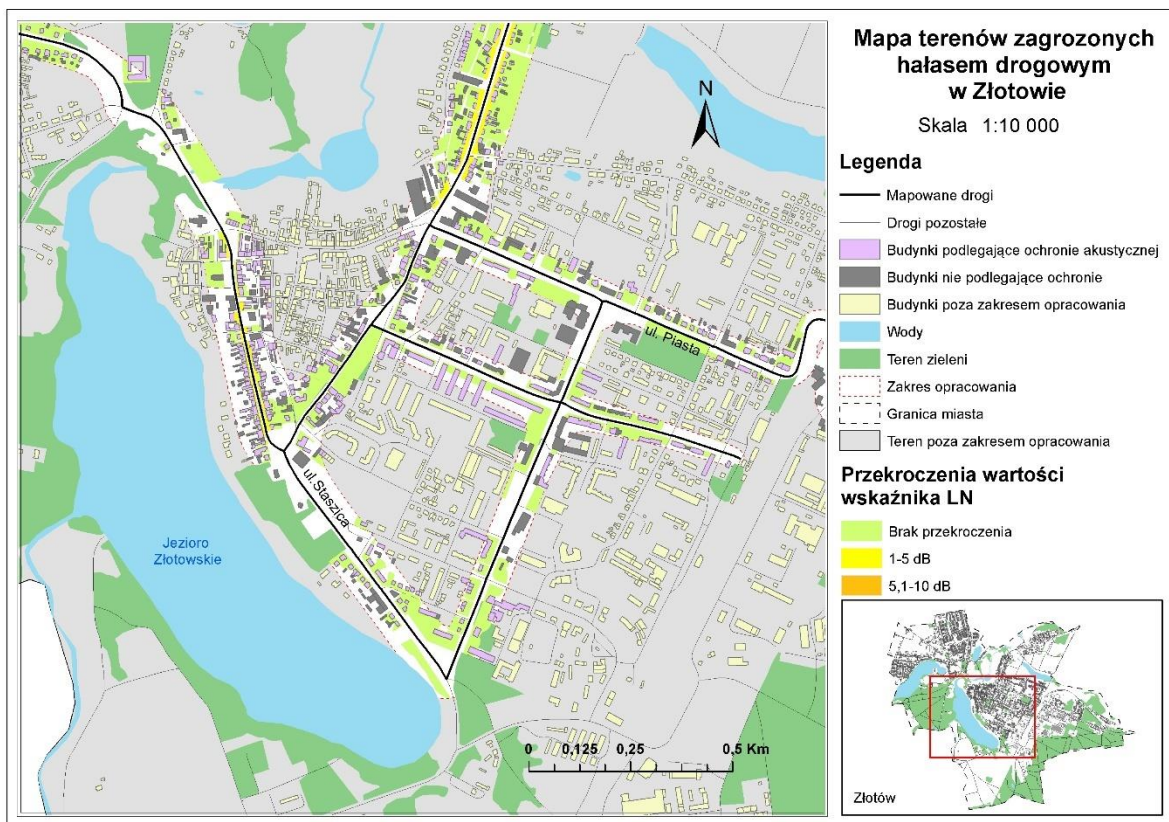 Mapa terenów zagrozonych
hałasem drogowym
w Złotowie
Skala 1:10 000
Legenda
Mapowane drogi
Drogi pozostałe
Budynki podlegające ochronie akustycznej
Budynki nie podlegające ochronie
Budynki poza zakresem opracowania
Wody
Teren zieleni
Zakres opracowania
Granica miasta
Teren poza zakresem opracowania
Przekroczenia wartości
wskaźnika LN
Brak przekroczenia
1-5 dB
5,1-10 dB
Złotów
N
ul. Piasta
ul. Staszica
Jezioro
Złotowskie
0 0,125 0,25 0,5 Km